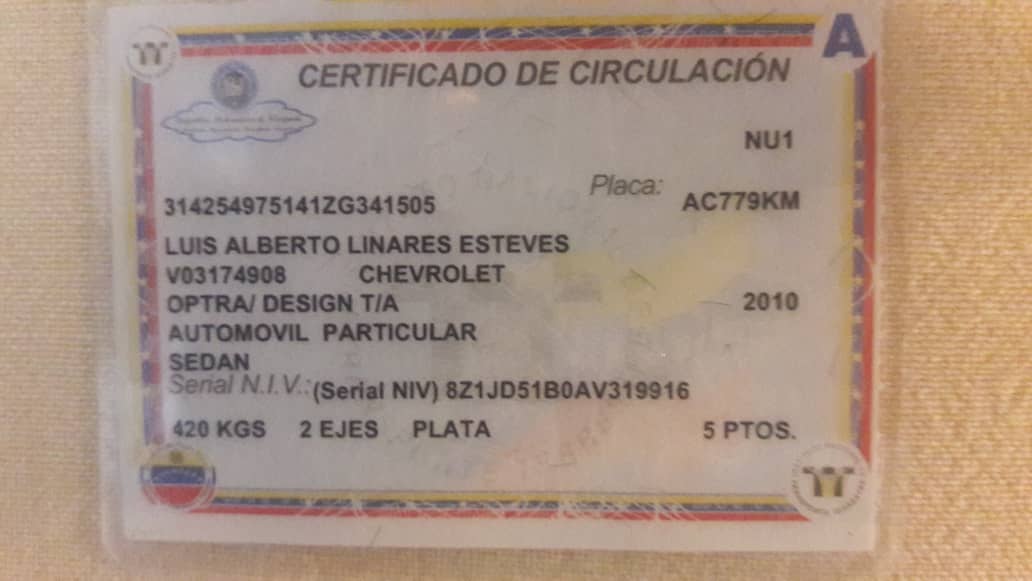 A
CERTIFICADO DE CIRCULACIÓN
NU1
Placa:
314254975141ZG341505 AC779KM
LUIS ALBERTO LINARES ESTEVES
V03174908 CHEVROLET
OPTRA/ DESIGN T/A 2010
AUTOMOVIL PARTICULAR
SEDAN
Serial N.I.V.: (Serial NIV) 8Z1JD51B0AV319916
420 KGS 2 EJES PLATA 5 PTOS.